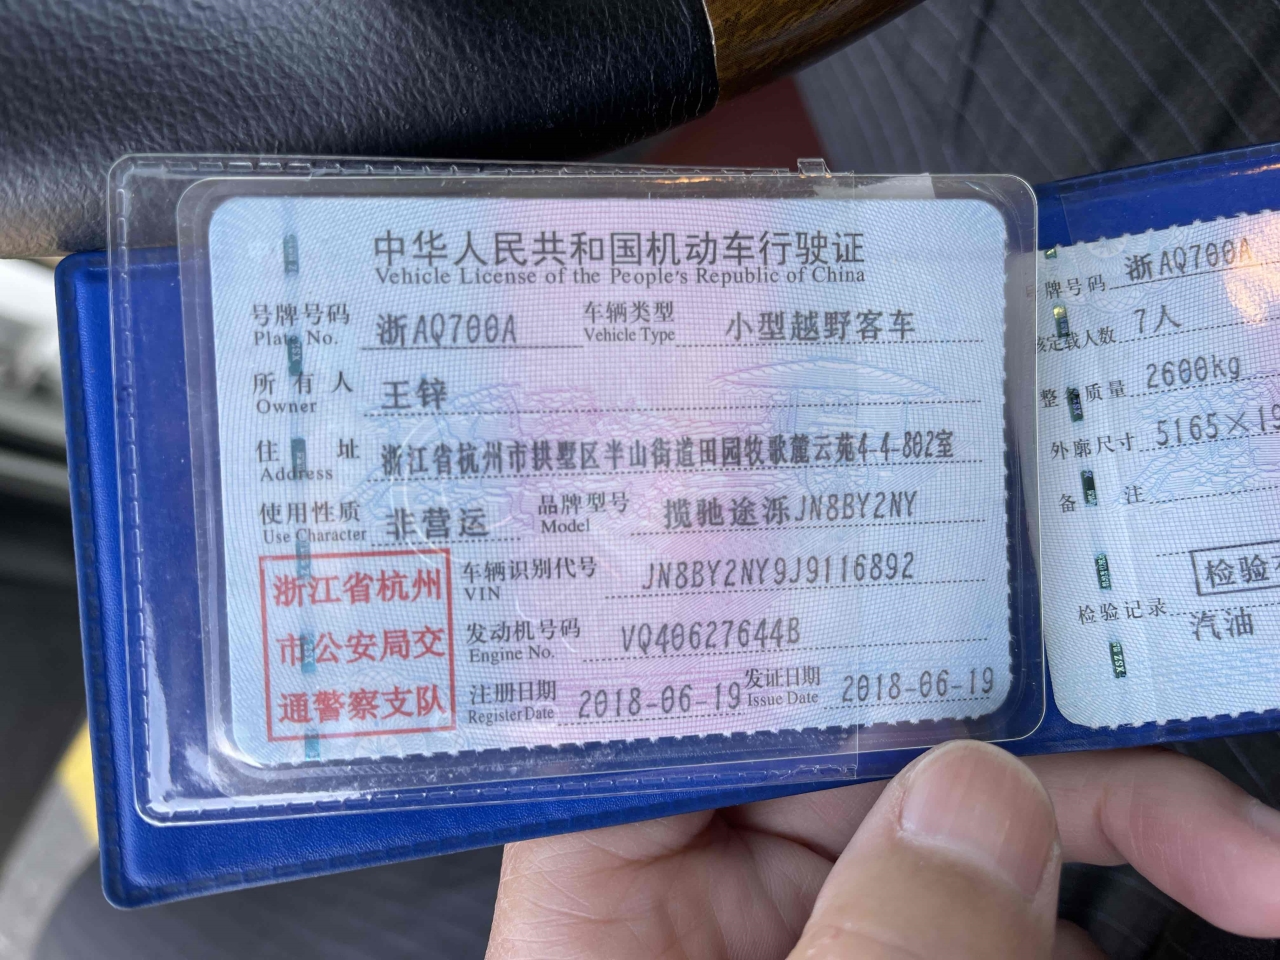 中华人民共和国机动车行驶证
Vehicle License of the People's Republic of China
号牌号码 浙AQ700A 车辆类型 小型越野客车
Plate No. Vehicle Type
所有人 王锌
Owner
住址 浙江省杭州市拱墅区半山街道田园牧歌麓云苑4-4-802室
Address
使用性质 非营运 品牌型号 揽驰途泺JN8BY2NY
Use Character Model
浙江省杭州
市公安局交
通警察支队
车辆识别代号 JN8BY2NY9J9116892
VIN
发动机号码 VQ40627644B
Engine No.
注册日期 2018-06-19 发证日期 2018-06-19
Register Date Issue Date
牌号码 浙AQ700A
核定载人数 7人
整备质量 2600kg
外廓尺寸 5165×19
备注
检验
检验记录
汽油